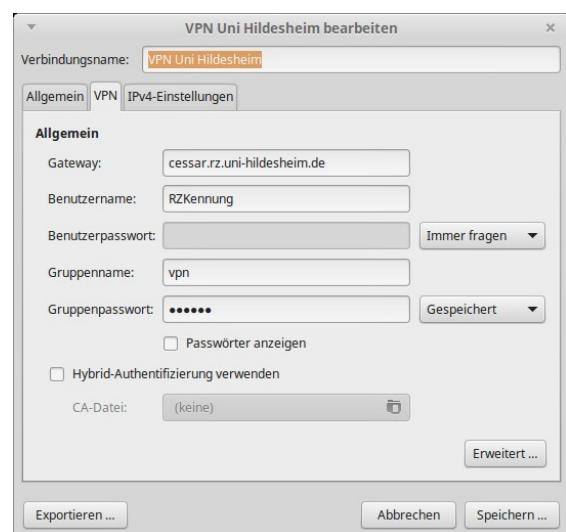 VPN Uni Hildesheim bearbeiten
Verbindungsname: VPN Uni Hildesheim
Allgemein VPN IPv4-Einstellungen
Allgemein
Gateway: cessar.rz.uni-hildesheim.de
Benutzername: RZKennung
Benutzerpasswort: Immer fragen
Gruppenname: vpn
Gruppenpasswort: •••••• Gespeichert
Passwörter anzeigen
Hybrid-Authentifizierung verwenden
CA-Datei: (keine)
Erweitert ...
Exportieren ... Abbrechen Speichern ...